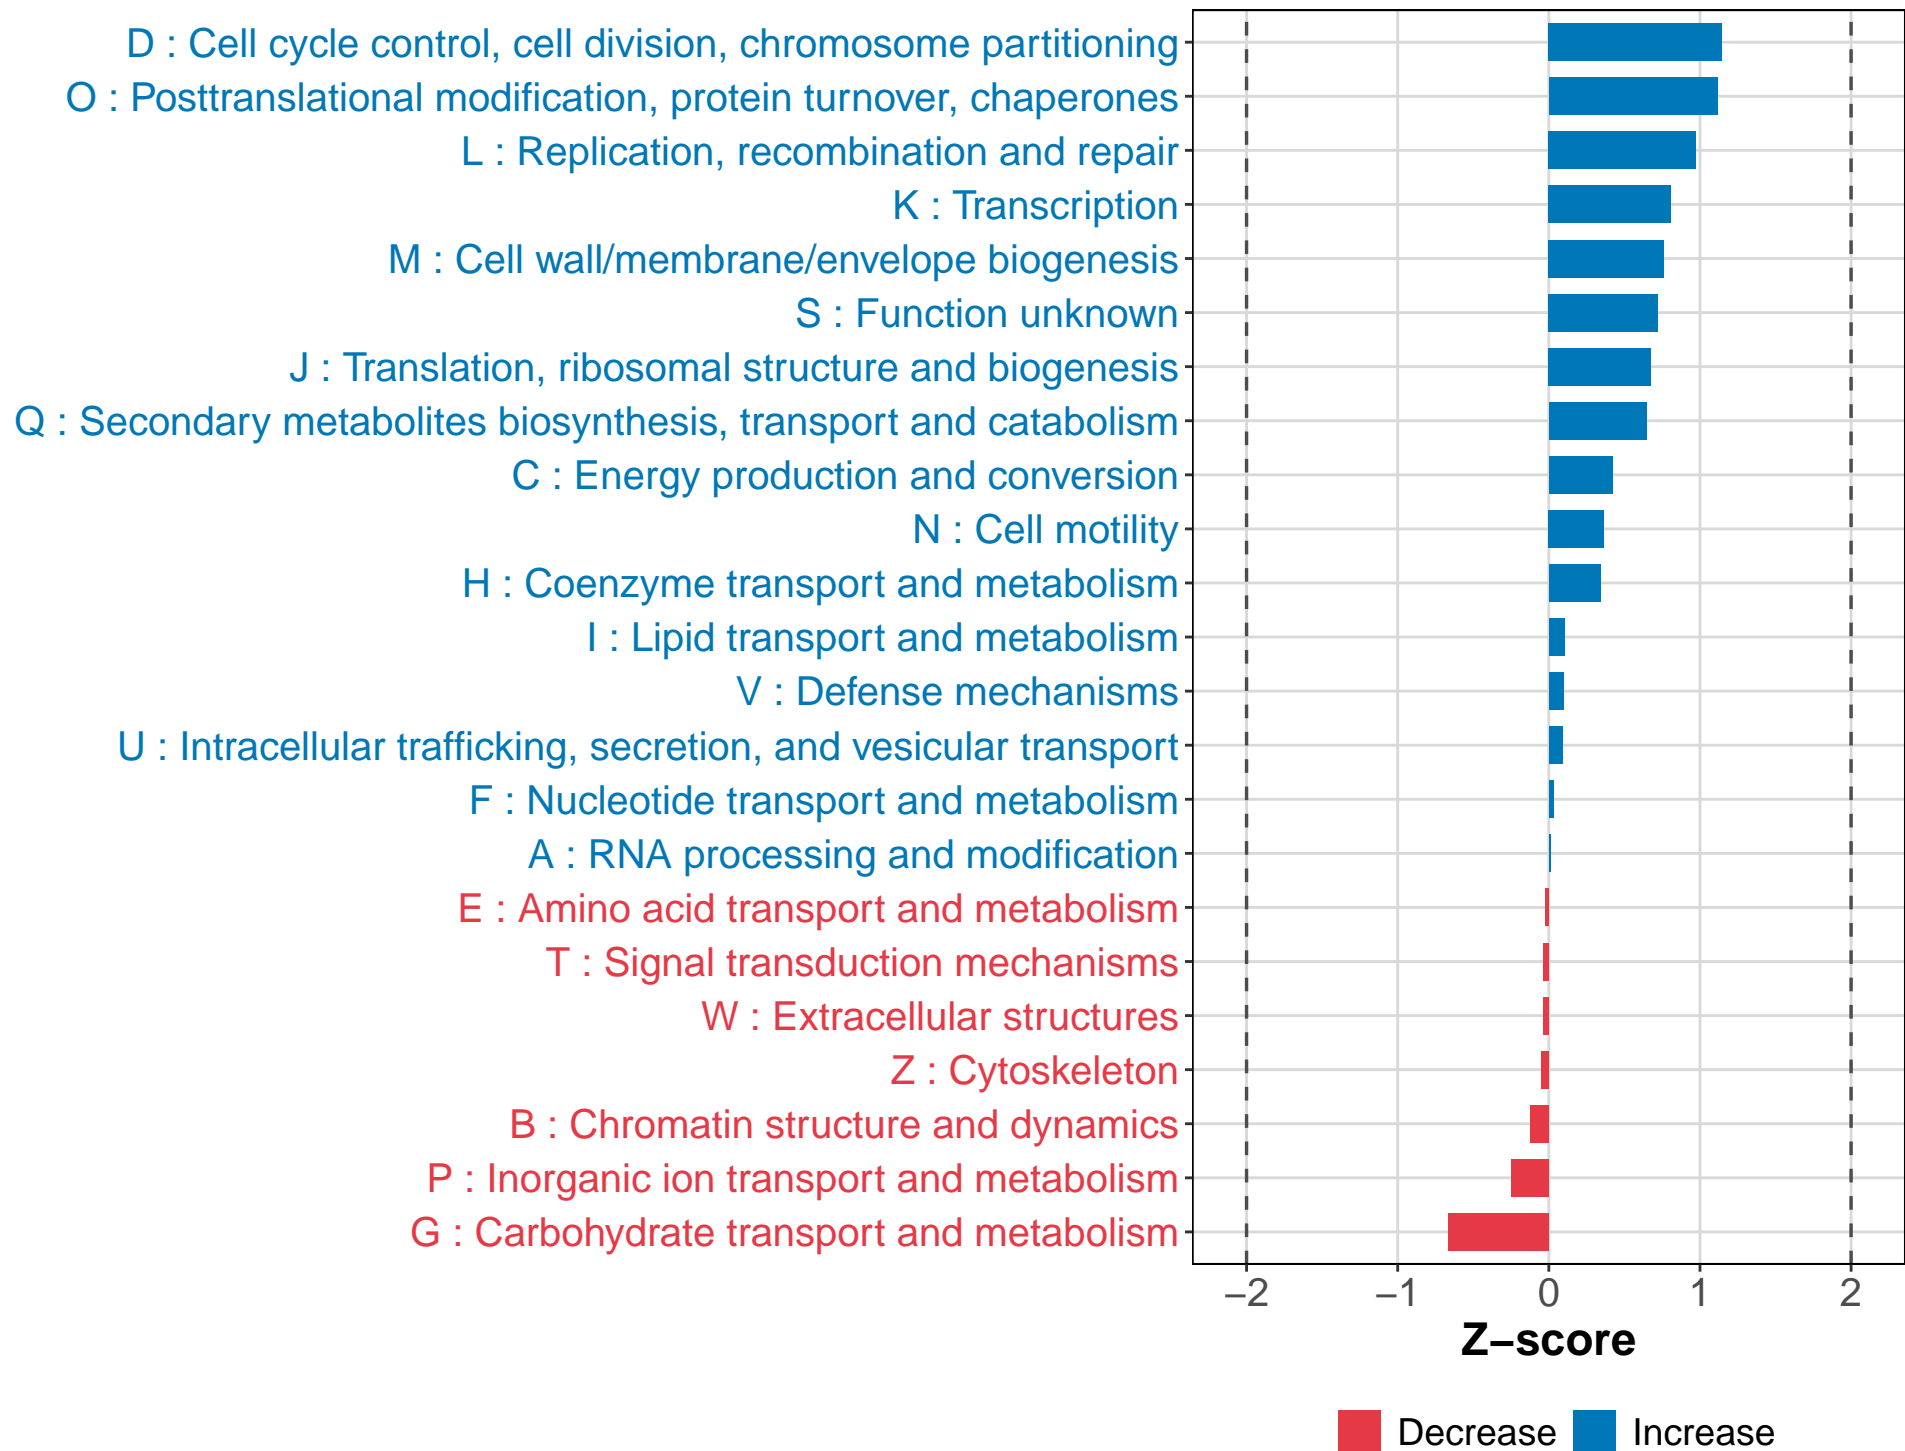 D : Cell cycle control, cell division, chromosome partitioning
O : Posttranslational modification, protein turnover, chaperones
L : Replication, recombination and repair
K : Transcription
M : Cell wall/membrane/envelope biogenesis
S : Function unknown
J : Translation, ribosomal structure and biogenesis
Q : Secondary metabolites biosynthesis, transport and catabolism
C : Energy production and conversion
N : Cell motility
H : Coenzyme transport and metabolism
I : Lipid transport and metabolism
V : Defense mechanisms
U : Intracellular trafficking, secretion, and vesicular transport
F : Nucleotide transport and metabolism
A : RNA processing and modification
E : Amino acid transport and metabolism
T : Signal transduction mechanisms
W : Extracellular structures
Z : Cytoskeleton
B : Chromatin structure and dynamics
P : Inorganic ion transport and metabolism
G : Carbohydrate transport and metabolism
−2 −1 0 1 2
Z−score
Decrease Increase